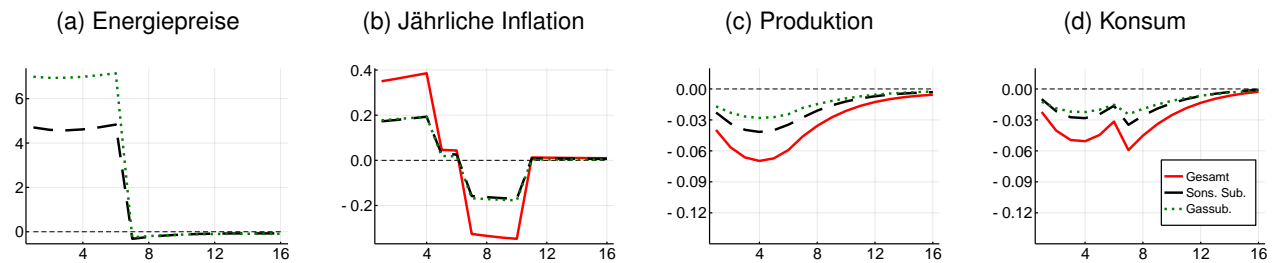 (a) Energiepreise
(b) Jährliche Inflation
(c) Produktion
(d) Konsum
6
4
2
0
4 8 12 16
0.4
0.2
0.0
- 0.2
4 8 12 16
0.00
- 0.03
- 0.06
- 0.09
- 0.12
4 8 12 16
0.00
- 0.03
- 0.06
- 0.09
- 0.12
Gesamt
Sons. Sub.
Gassub.
4 8 12 16